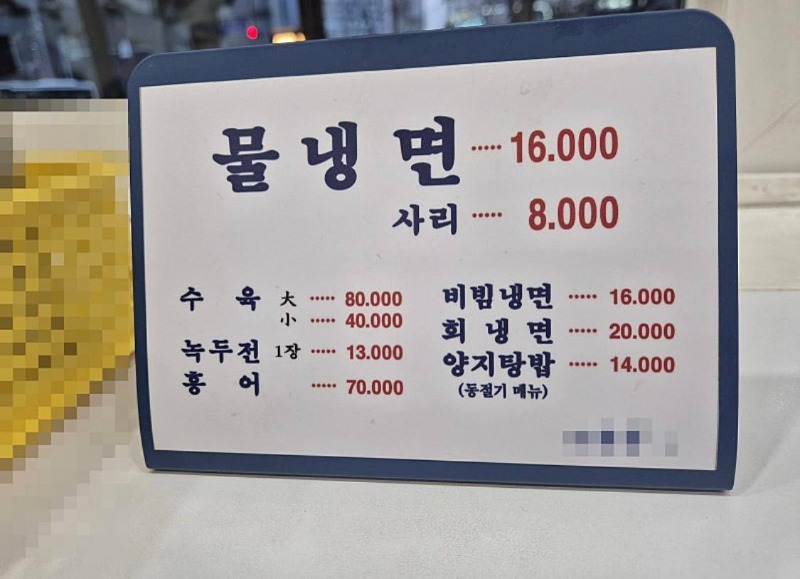 물냉면 ····· 16.000
사리 ····· 8.000
수육 大 ····· 80.000
小 ····· 40.000
녹두전 1장 ····· 13.000
홍어 ····· 70.000
비빔냉면 ····· 16.000
회냉면 ····· 20.000
양지탕밥 ····· 14.000
(동절기 메뉴)